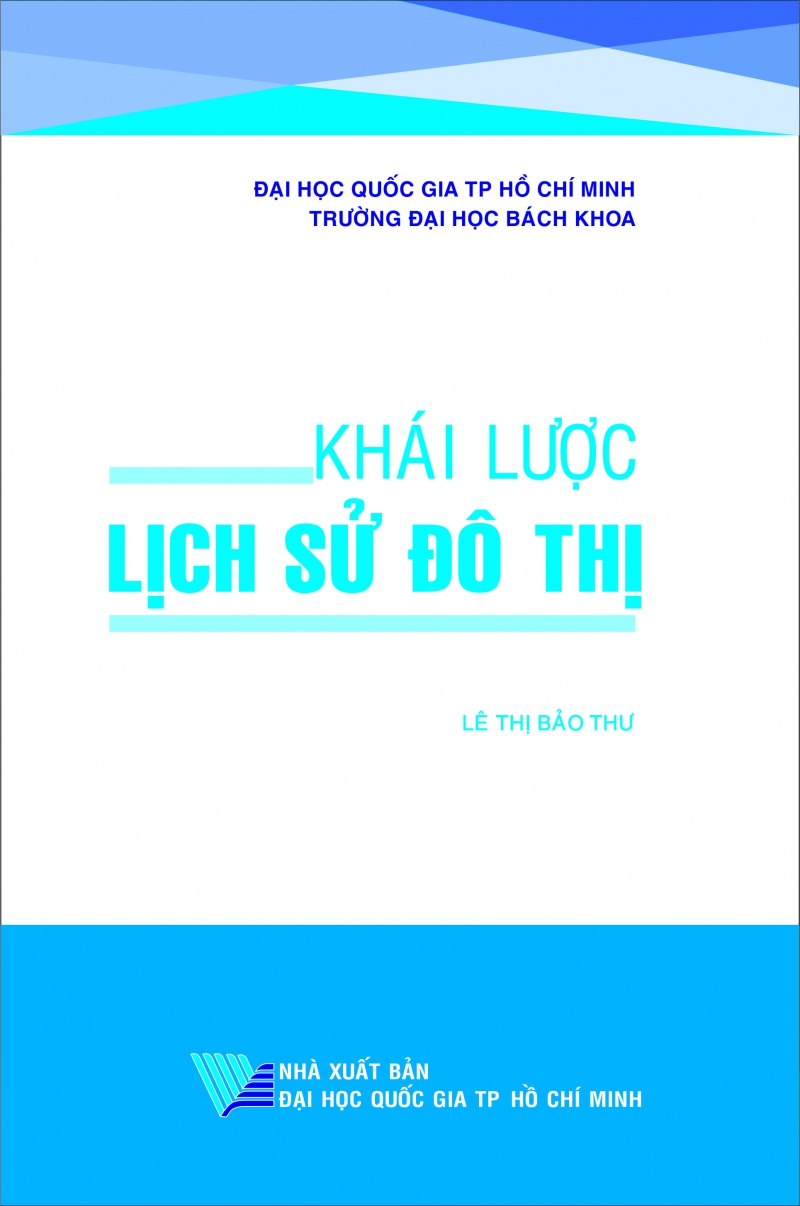 ĐẠI HỌC QUỐC GIA TP HỒ CHÍ MINH
TRƯỜNG ĐẠI HỌC BÁCH KHOA
KHÁI LƯỢC
LỊCH SỬ ĐÔ THỊ
LÊ THỊ BẢO THƯ
NHÀ XUẤT BẢN
ĐẠI HỌC QUỐC GIA TP HỒ CHÍ MINH